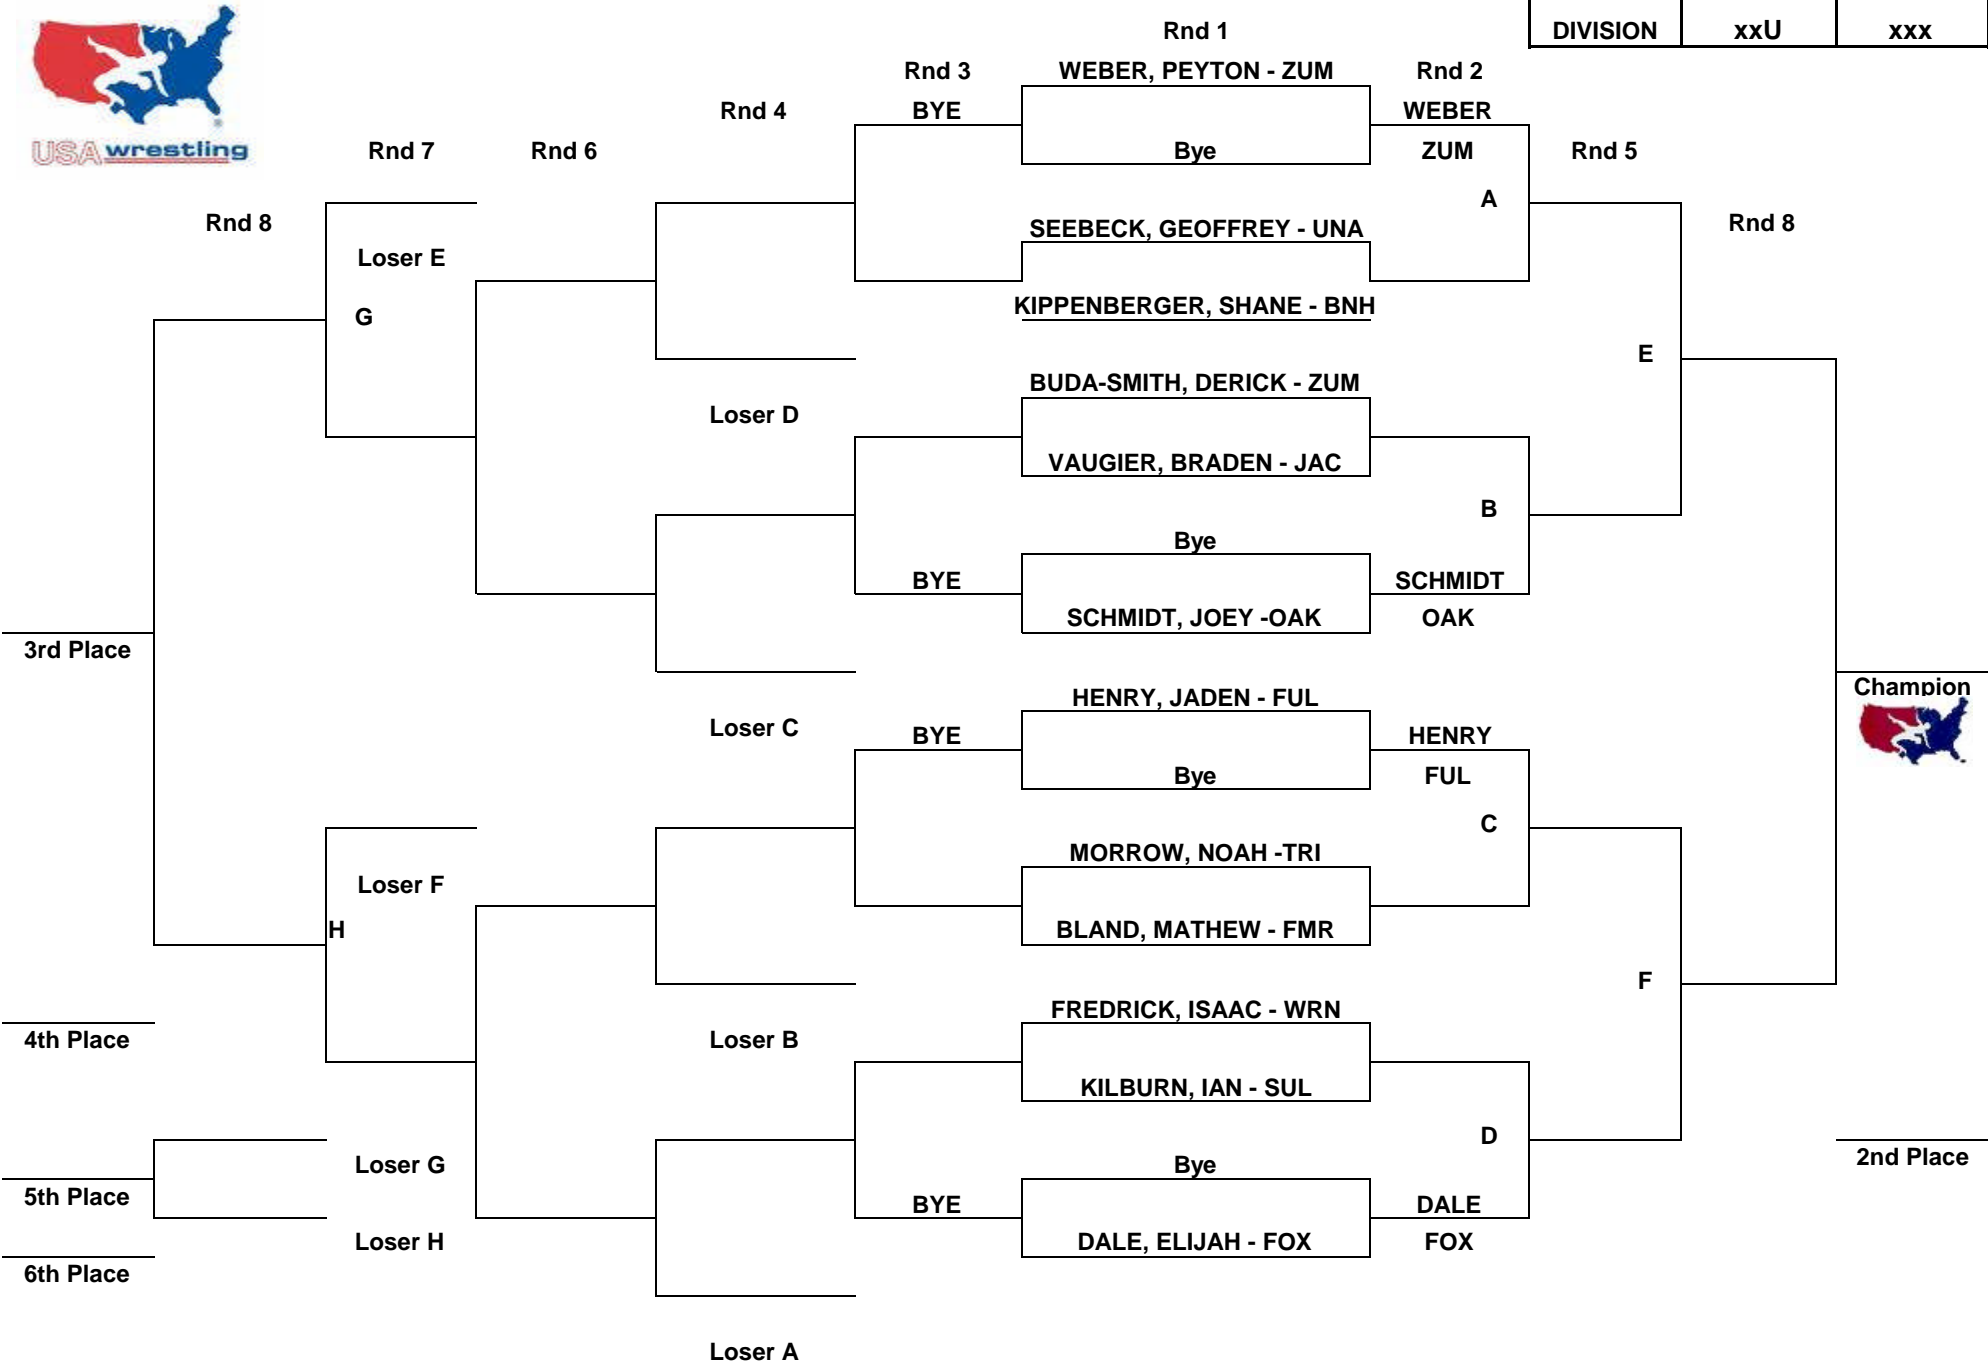 Rnd 1
DIVISION xxU xxx
Rnd 3 WEBER, PEYTON - ZUM Rnd 2
Rnd 4 BYE WEBER
USA wrestling
Rnd 7 Rnd 6 Bye ZUM Rnd 5
A
Rnd 8 SEEBECK, GEOFFREY - UNA Rnd 8
Loser E
G KIPPENBERGER, SHANE - BNH
E
BUDA-SMITH, DERICK - ZUM
Loser D
VAUGIER, BRADEN - JAC
B
Bye
BYE SCHMIDT
SCHMIDT, JOEY -OAK OAK
3rd Place
Champion
HENRY, JADEN - FUL
Loser C BYE HENRY
Bye FUL
C
MORROW, NOAH -TRI
Loser F
H BLAND, MATHEW - FMR
F
FREDRICK, ISAAC - WRN
4th Place Loser B
KILBURN, IAN - SUL
D
Loser G Bye 2nd Place
5th Place BYE DALE
Loser H DALE, ELIJAH - FOX FOX
6th Place
Loser A